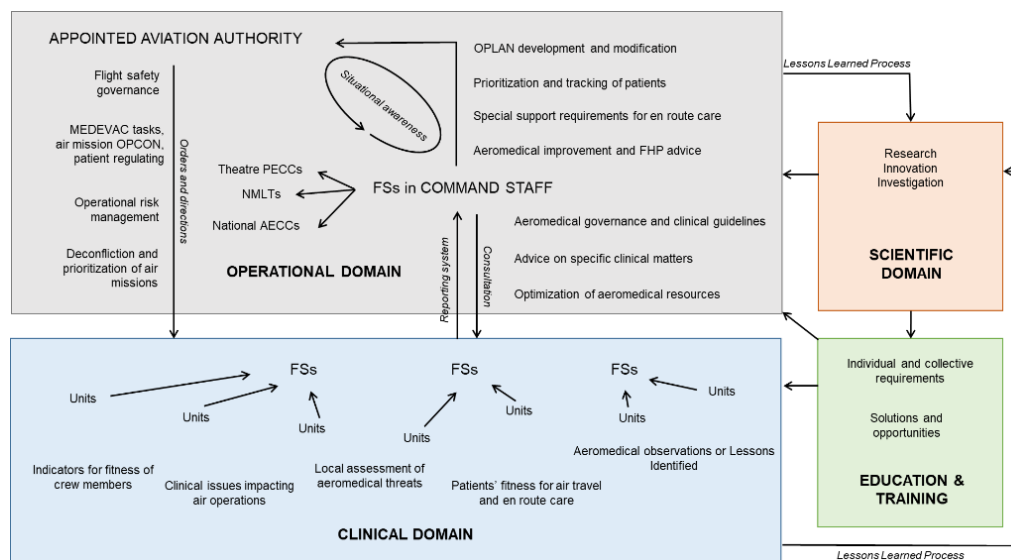 APPOINTED AVIATION AUTHORITY
Flight safety
governance
MEDEVAC tasks,
air mission OPCON,
patient regulating
Operational risk
management
Deconfliction and
prioritization of air
missions
Orders and directions
Situational awareness
OPLAN development and modification
Prioritization and tracking of patients
Special support requirements for en route care
Aeromedical improvement and FHP advice
Theatre PECCs
NMLTs
National AECCs
FSs in COMMAND STAFF
OPERATIONAL DOMAIN
Reporting system
Consultation
Aeromedical governance and clinical guidelines
Advice on specific clinical matters
Optimization of aeromedical resources
Lessons Learned Process
Research
Innovation
Investigation
SCIENTIFIC
DOMAIN
Individual and collective
requirements
Solutions and
opportunities
EDUCATION &
TRAINING
FSs
FSs
FSs
Units
Units
Units
Units
Units
Units
Units
Indicators for fitness of
crew members
Clinical issues impacting
air operations
Local assessment of
aeromedical threats
Patients' fitness for air travel
and en route care
Aeromedical observations or Lessons
Identified
CLINICAL DOMAIN
Lessons Learned Process